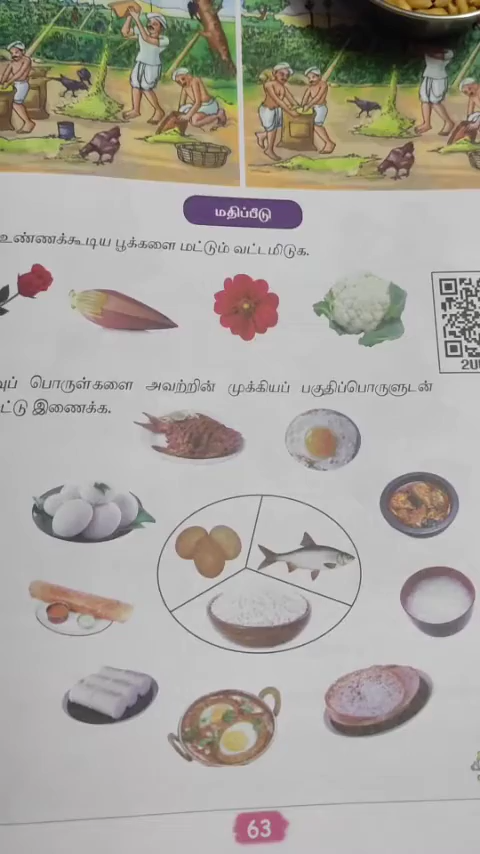 மதிப்பீடு
உண்ணக்கூடிய பூக்களை மட்டும் வட்டமிடுக.
பொருள்களை அவற்றின் முக்கியப் பகுதிப்பொருளுடன்
இணைக்க.
63